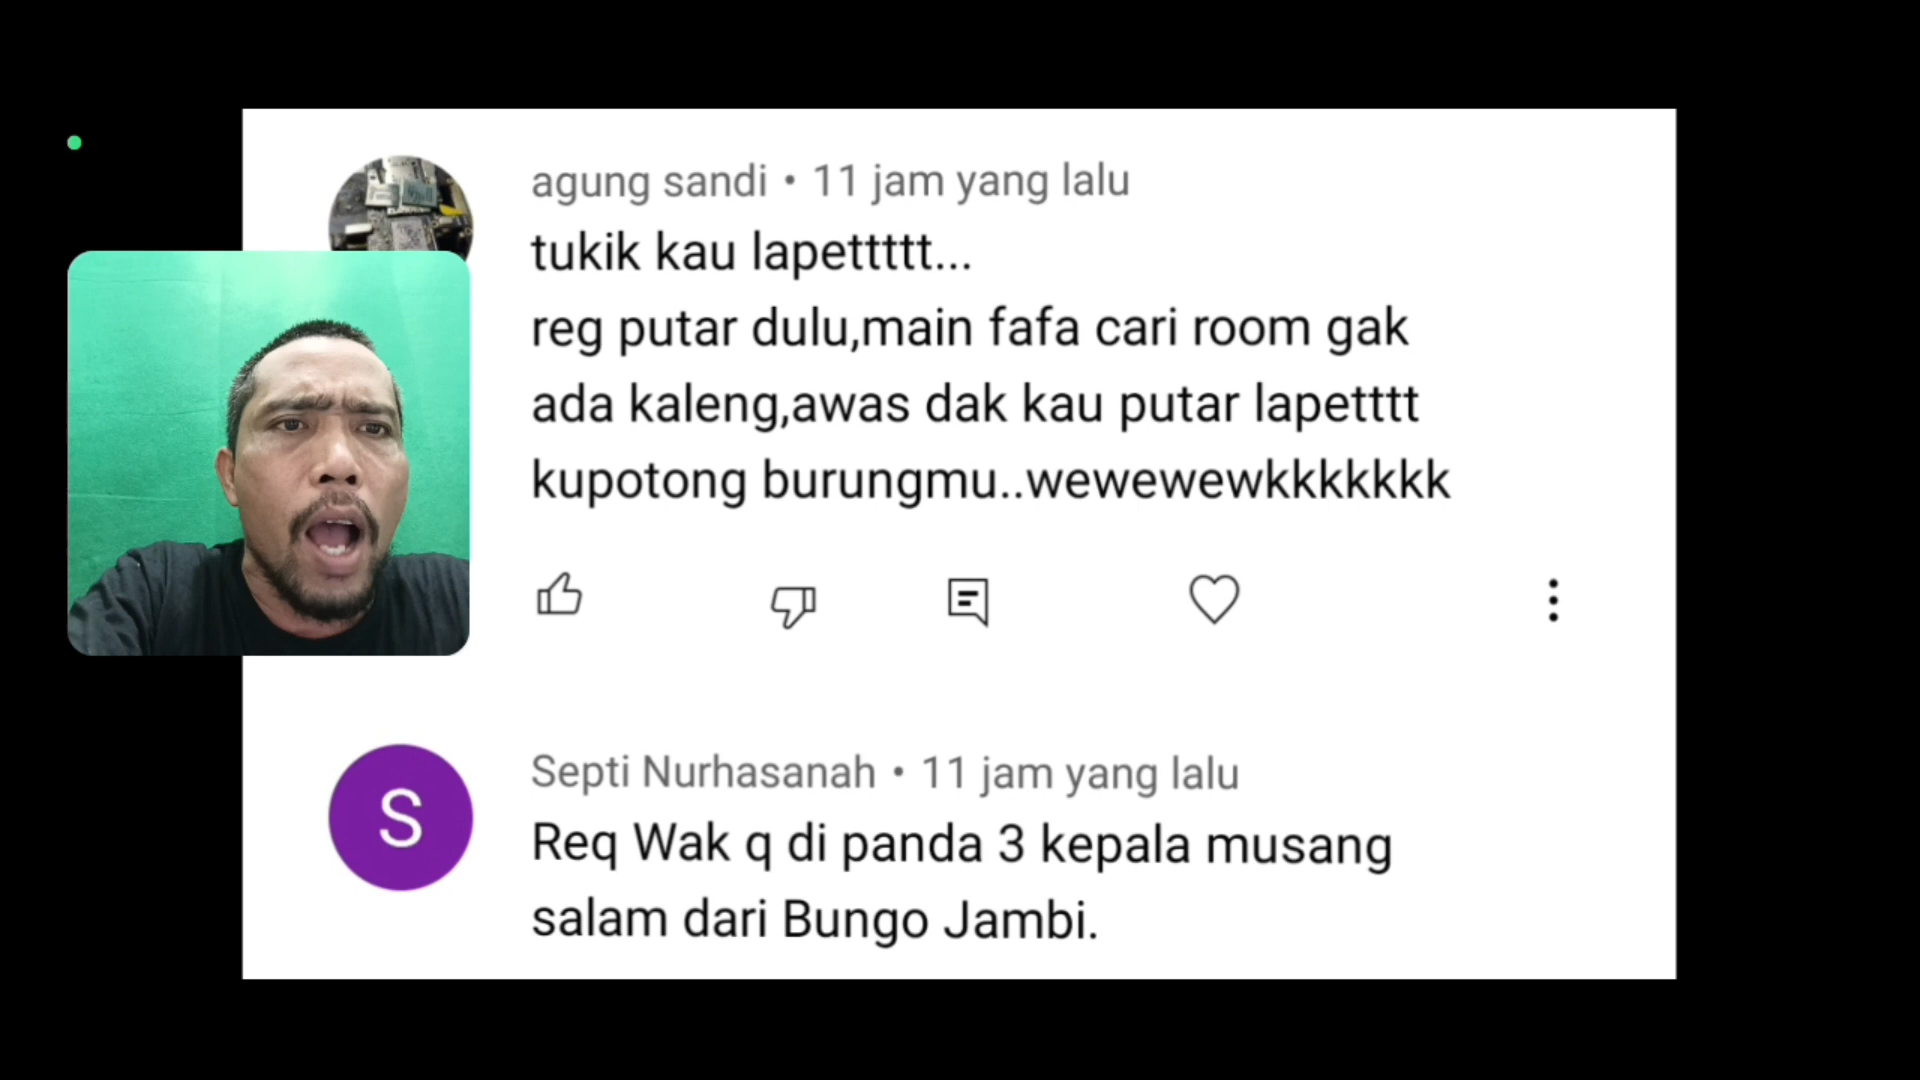 agung sandi • 11 jam yang lalu
tukik kau lapettttt...
reg putar dulu,main fafa cari room gak
ada kaleng,awas dak kau putar lapetttt
kupotong burungmu..wewewewkkkkkkk
S
Septi Nurhasanah • 11 jam yang lalu
Req Wak q di panda 3 kepala musang
salam dari Bungo Jambi.